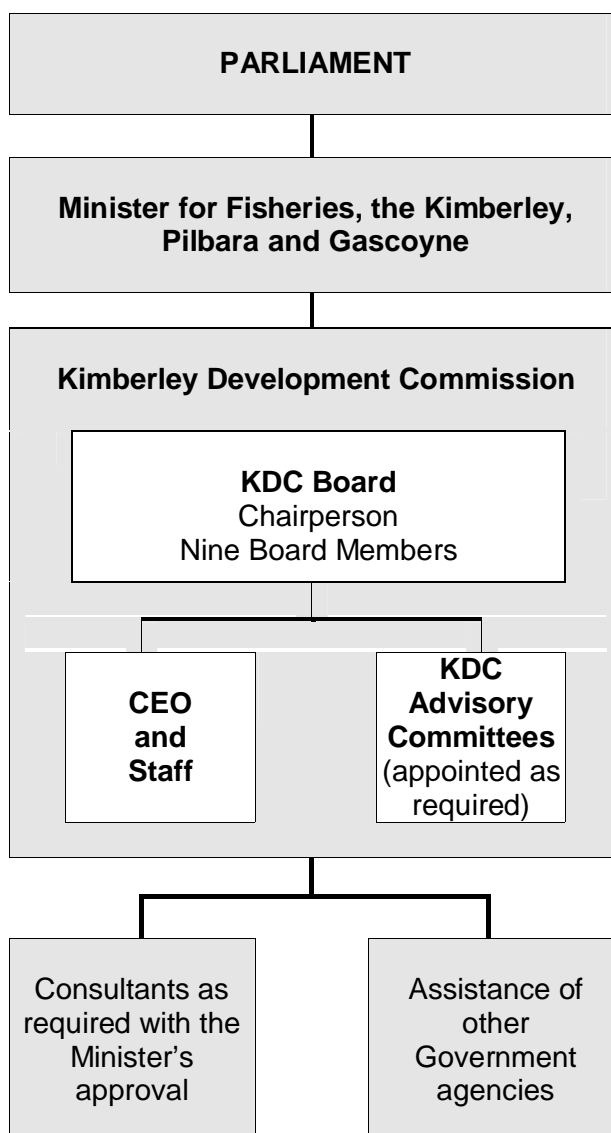 PARLIAMENT
Minister for Fisheries, the Kimberley,
Pilbara and Gascoyne
Kimberley Development Commission
KDC Board
Chairperson
Nine Board Members
CEO
and
Staff
KDC
Advisory
Committees
(appointed as
required)
Consultants as
required with the
Minister’s
approval
Assistance of
other
Government
agencies